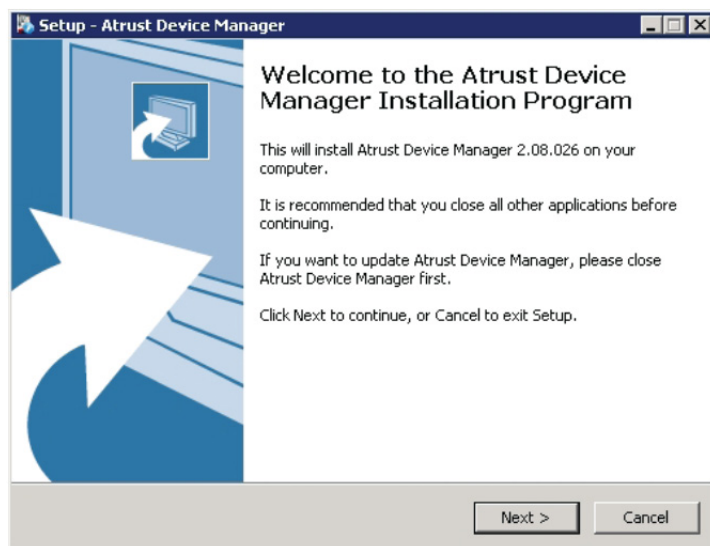 Setup - Atrust Device Manager
Welcome to the Atrust Device
Manager Installation Program
This will install Atrust Device Manager 2.08.026 on your
computer.
It is recommended that you close all other applications before
continuing.
If you want to update Atrust Device Manager, please close
Atrust Device Manager first.
Click Next to continue, or Cancel to exit Setup.
Next >
Cancel